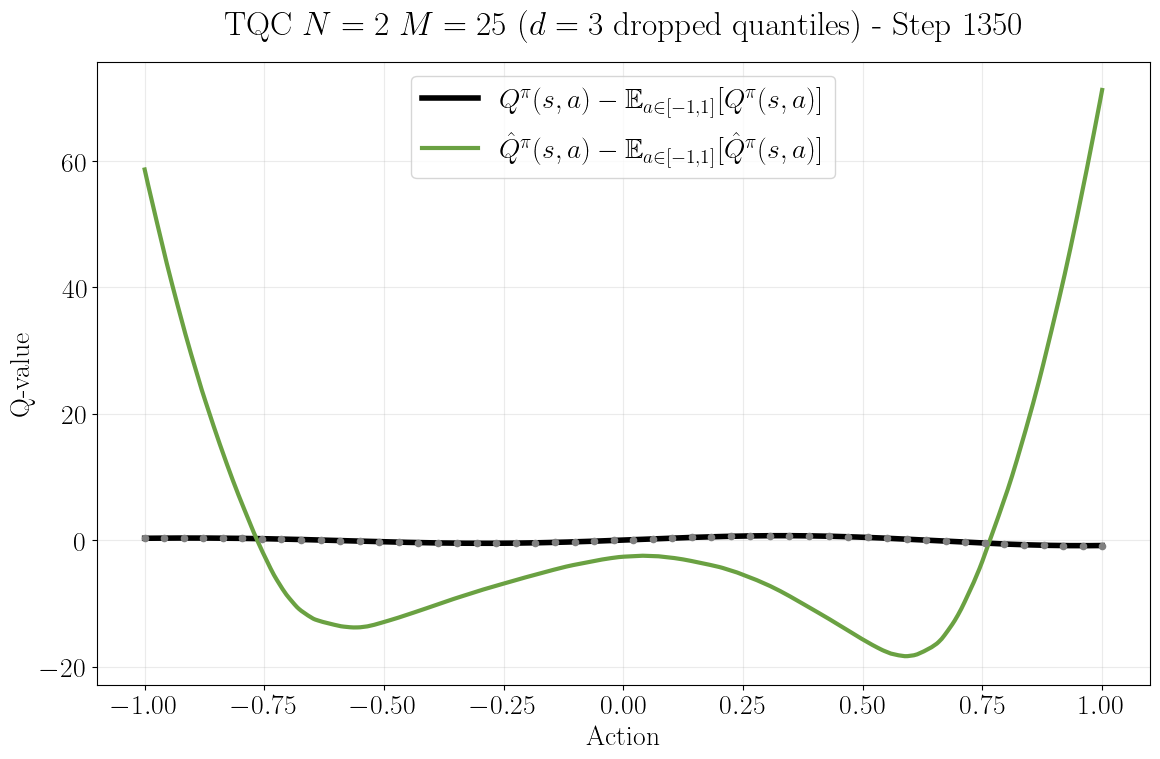 TQC N = 2 M = 25 (d = 3 dropped quantiles) - Step 1350
Q^π(s, a) − 𝔼_{a∈[−1,1]}[Q^π(s, a)]
Q̂^π(s, a) − 𝔼_{a∈[−1,1]}[Q̂^π(s, a)]
60
40
20
0
−20
Q-value
−1.00 −0.75 −0.50 −0.25 0.00 0.25 0.50 0.75 1.00
Action